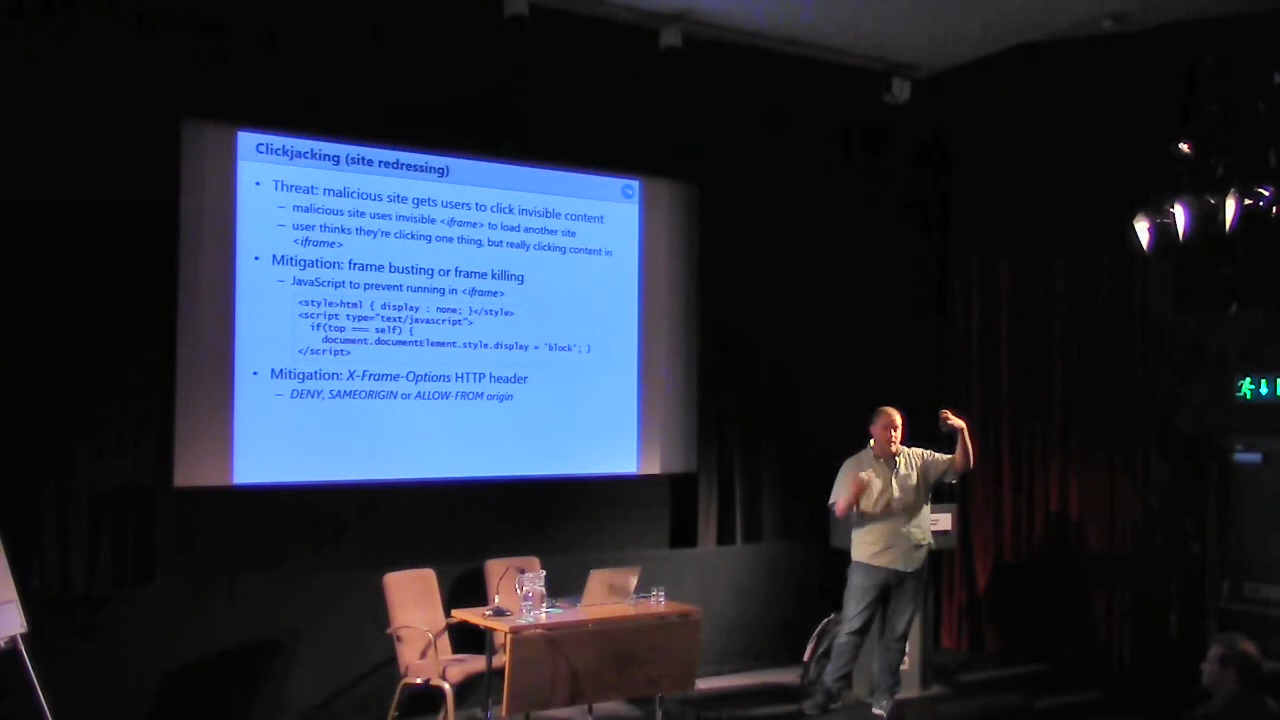 Clickjacking (site redressing)
• Threat: malicious site gets users to click invisible content
– malicious site uses invisible <iframe> to load another site
– user thinks they're clicking one thing, but really clicking content in
<iframe>
• Mitigation: frame busting or frame killing
– JavaScript to prevent running in <iframe>
<style>html { display : none; }</style>
<script type="text/javascript">
if(top === self) {
document.documentElement.style.display = 'block'; }
</script>
• Mitigation: X-Frame-Options HTTP header
– DENY, SAMEORIGIN or ALLOW-FROM origin